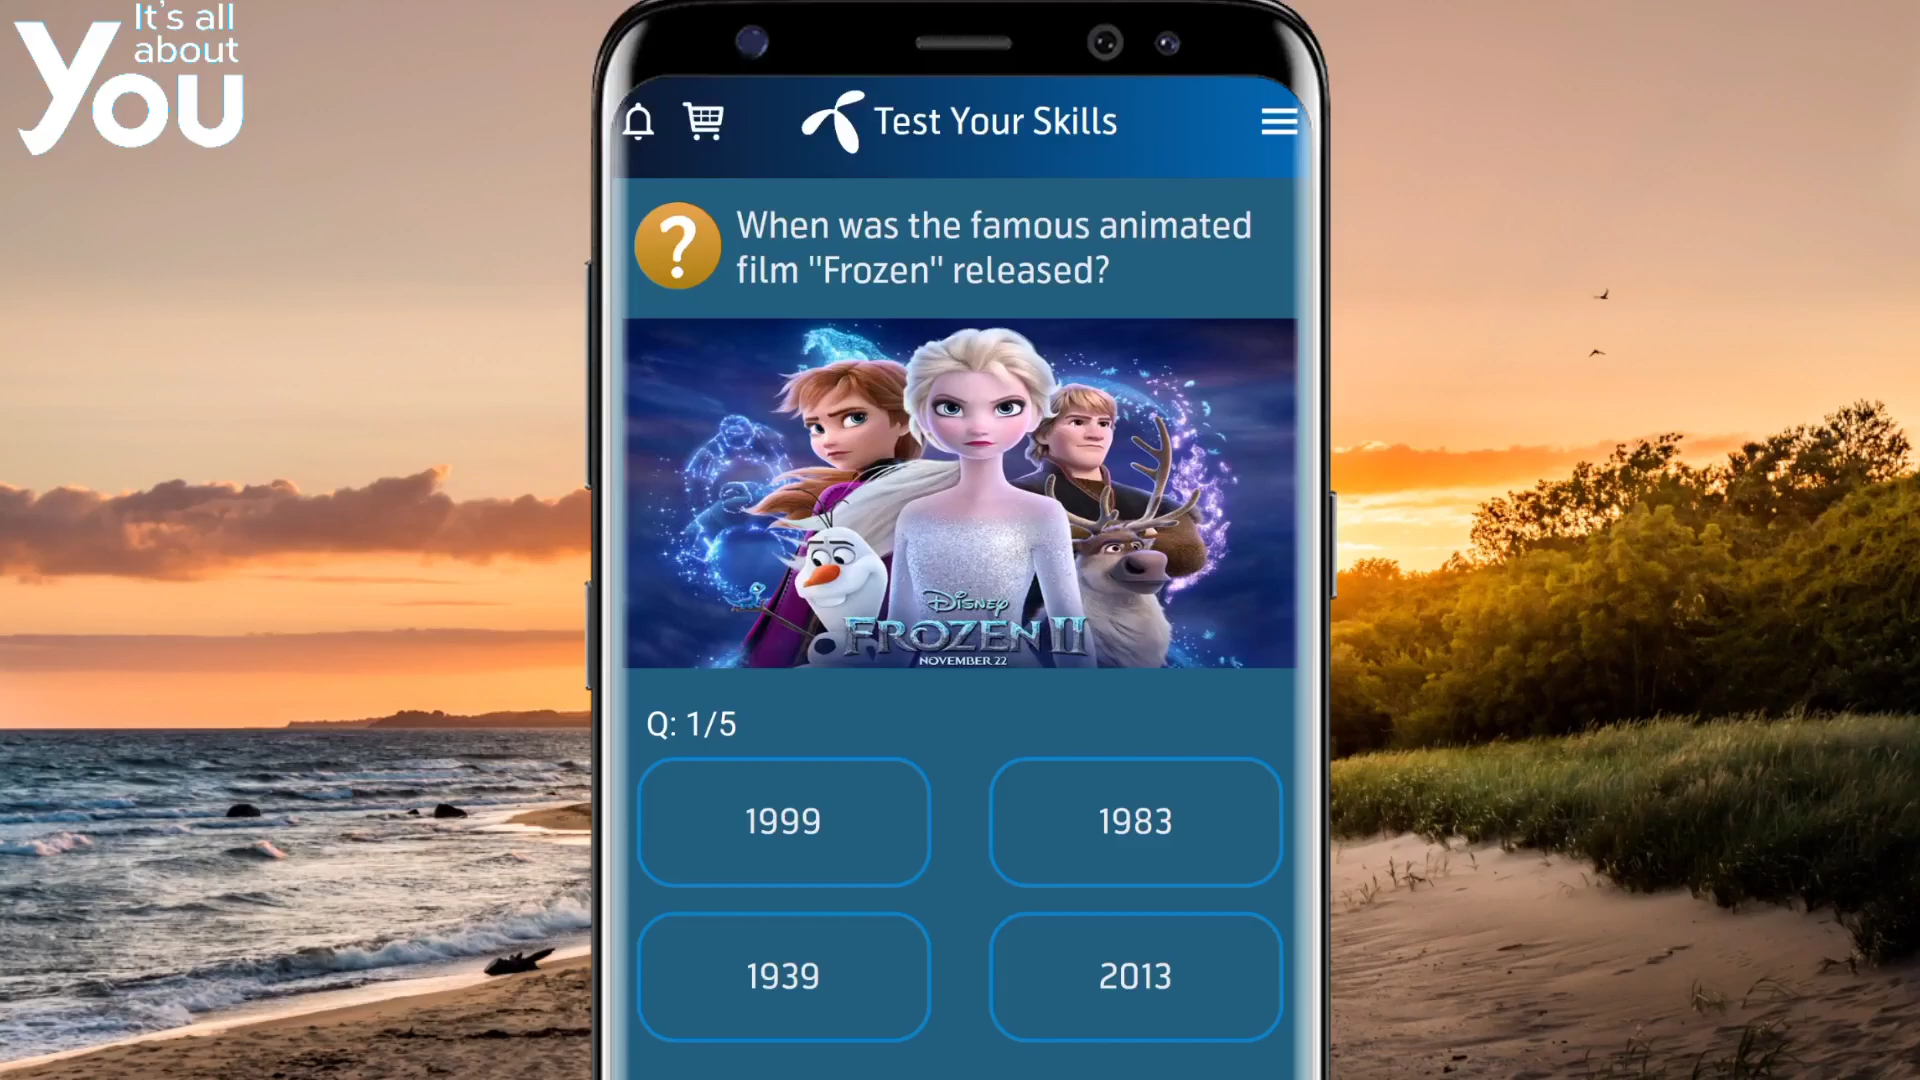 It's all
about
You
Test Your Skills
? When was the famous animated
film "Frozen" released?
DISNEY
FROZEN II
NOVEMBER 22
Q: 1/5
1999
1983
1939
2013